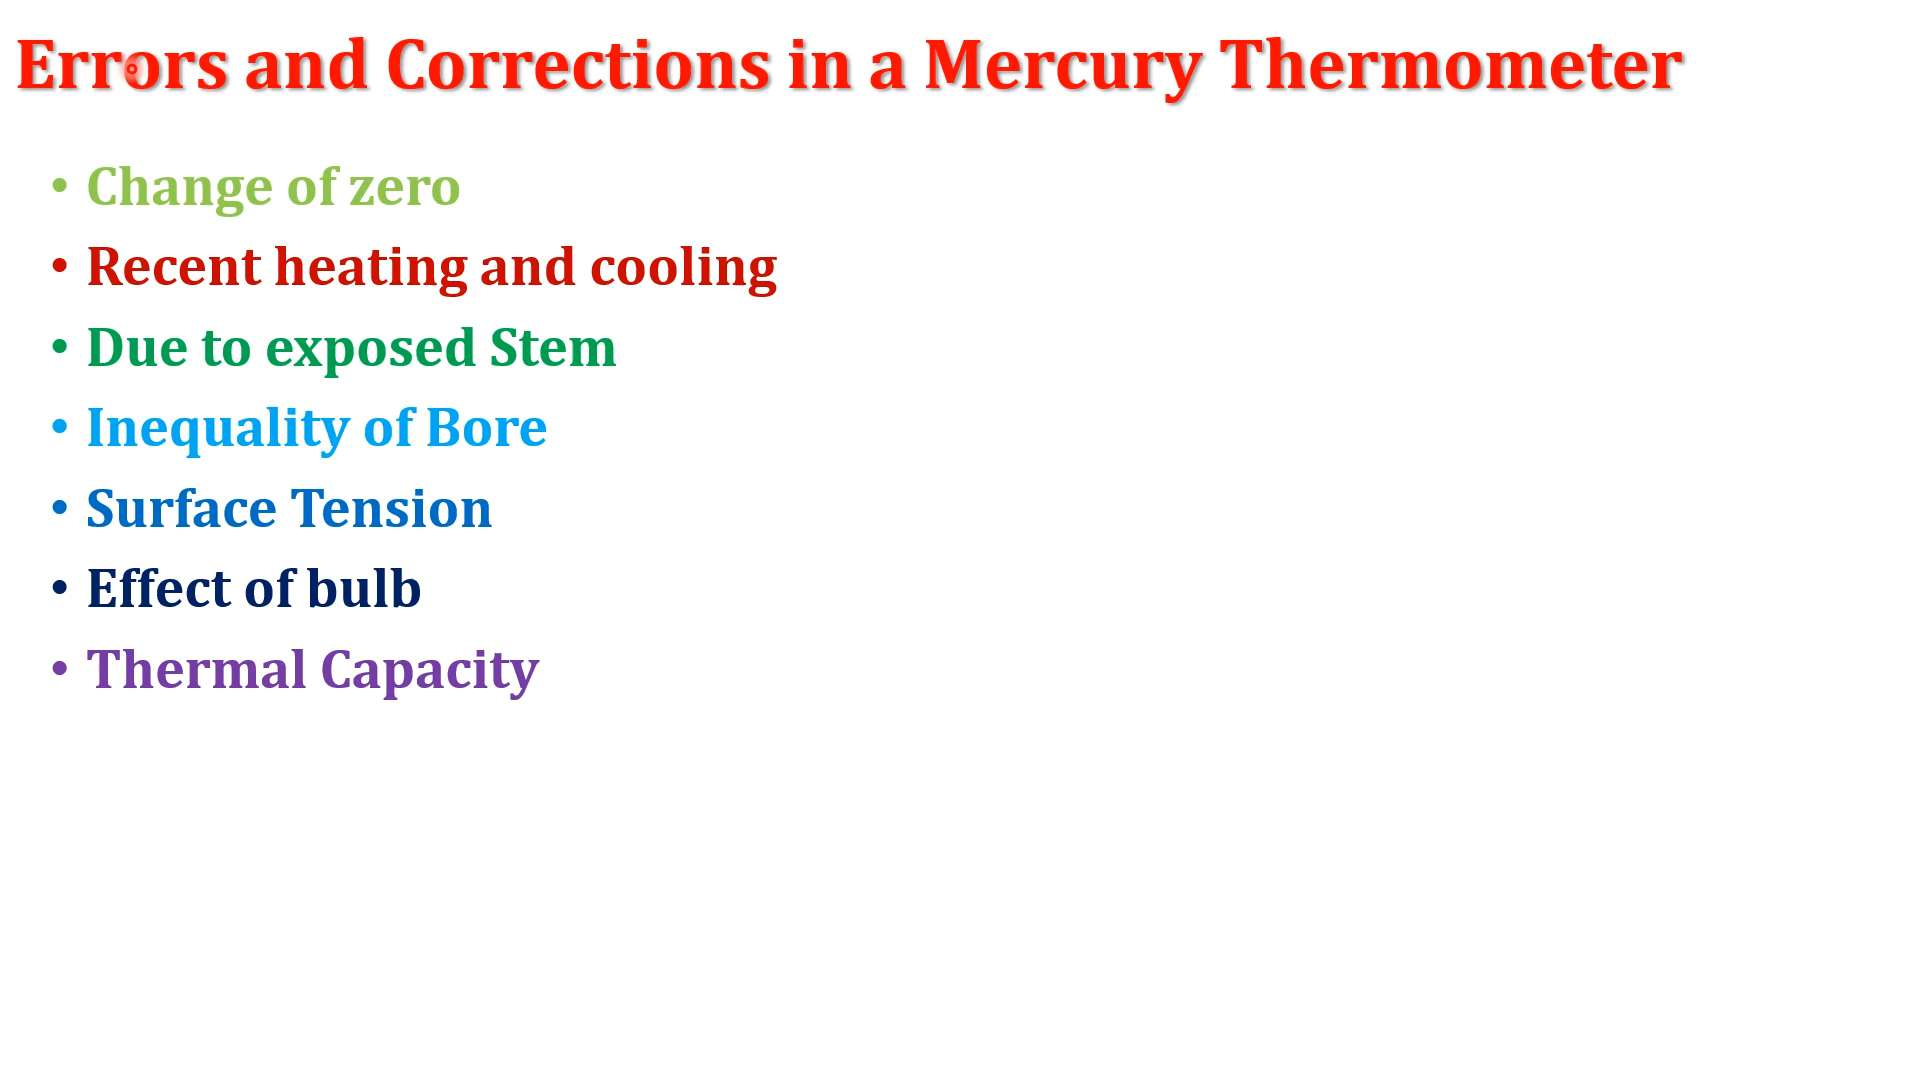 Errors and Corrections in a Mercury Thermometer
• Change of zero
• Recent heating and cooling
• Due to exposed Stem
• Inequality of Bore
• Surface Tension
• Effect of bulb
• Thermal Capacity